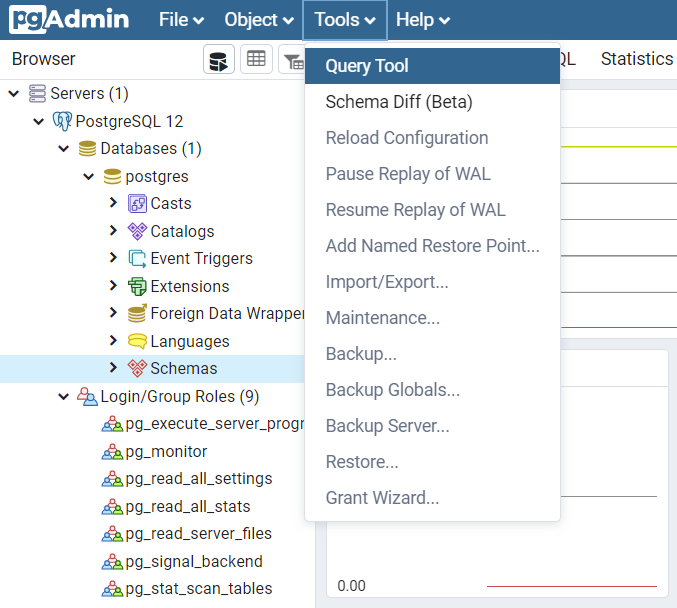 pgAdmin File Object Tools Help
Browser
QL Statistics
Servers (1)
PostgreSQL 12
Databases (1)
postgres
Casts
Catalogs
Event Triggers
Extensions
Foreign Data Wrapper
Languages
Schemas
Login/Group Roles (9)
pg_execute_server_progr
pg_monitor
pg_read_all_settings
pg_read_all_stats
pg_read_server_files
pg_signal_backend
pg_stat_scan_tables
Query Tool
Schema Diff (Beta)
Reload Configuration
Pause Replay of WAL
Resume Replay of WAL
Add Named Restore Point...
Import/Export...
Maintenance...
Backup...
Backup Globals...
Backup Server...
Restore...
Grant Wizard...
0.00